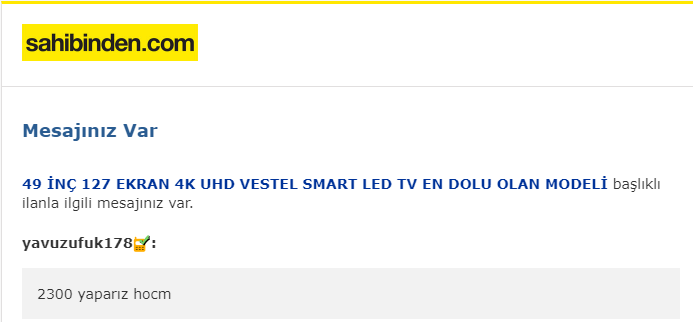 sahibinden.com
Mesajınız Var
49 İNÇ 127 EKRAN 4K UHD VESTEL SMART LED TV EN DOLU OLAN MODELİ başlıklı
ilanla ilgili mesajınız var.
yavuzufuk178:
2300 yaparız hocm